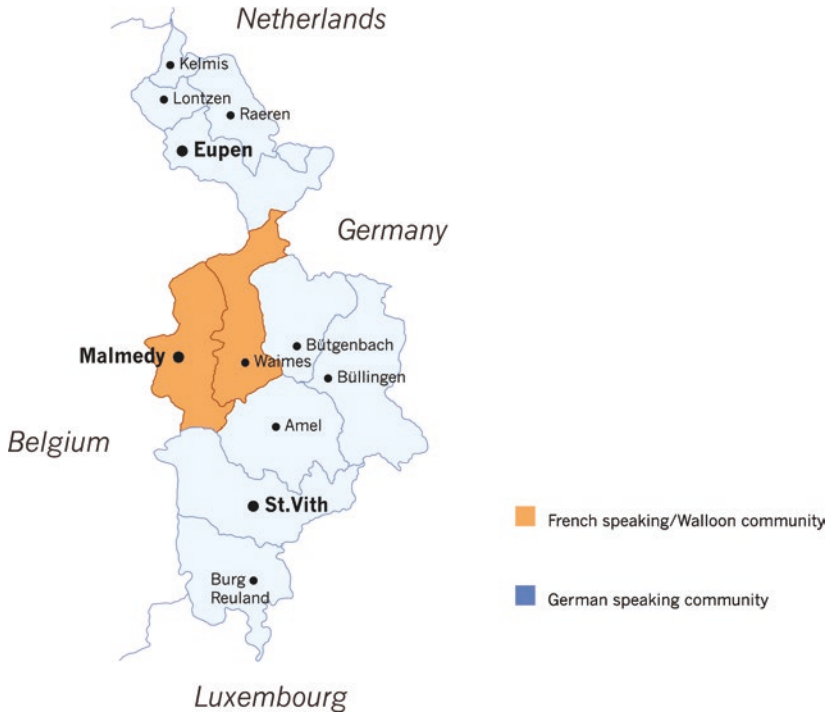 Netherlands
Kelmis
Lontzen
Raeren
Eupen
Germany
Malmedy
Waimes
Bütgenbach
Büllingen
Belgium
Amel
St.Vith
French speaking/Walloon community
Burg
Reuland
German speaking community
Luxembourg